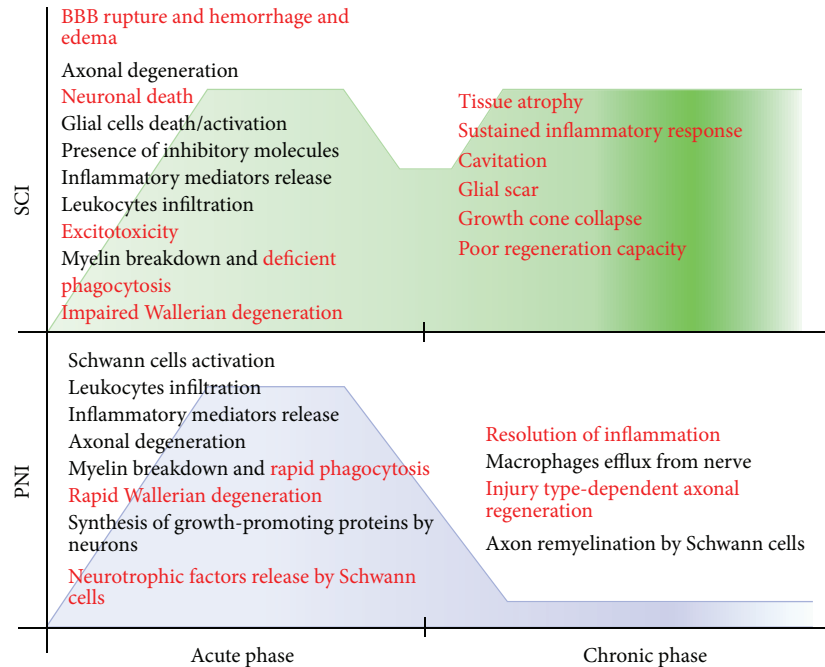 SCI
BBB rupture and hemorrhage and
edema
Axonal degeneration
Neuronal death
Glial cells death/activation
Presence of inhibitory molecules
Inflammatory mediators release
Leukocytes infiltration
Excitotoxicity
Myelin breakdown and deficient
phagocytosis
Impaired Wallerian degeneration
Tissue atrophy
Sustained inflammatory response
Cavitation
Glial scar
Growth cone collapse
Poor regeneration capacity
PNI
Schwann cells activation
Leukocytes infiltration
Inflammatory mediators release
Axonal degeneration
Myelin breakdown and rapid phagocytosis
Rapid Wallerian degeneration
Synthesis of growth-promoting proteins by
neurons
Neurotrophic factors release by Schwann
cells
Resolution of inflammation
Macrophages efflux from nerve
Injury type-dependent axonal
regeneration
Axon remyelination by Schwann cells
Acute phase
Chronic phase